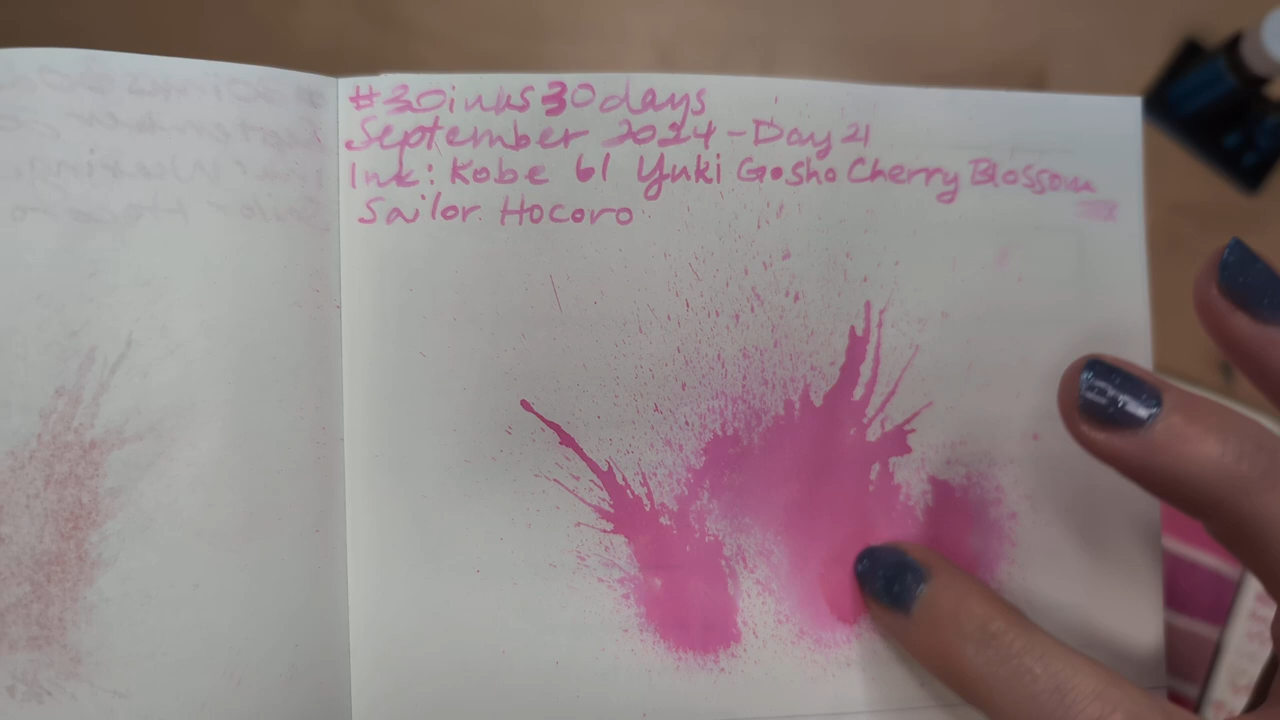 #30inks30days
September 2024 - Day 21
Ink: Kobe 61 Yuki Gosho Cherry Blossom
Sailor Hocoro